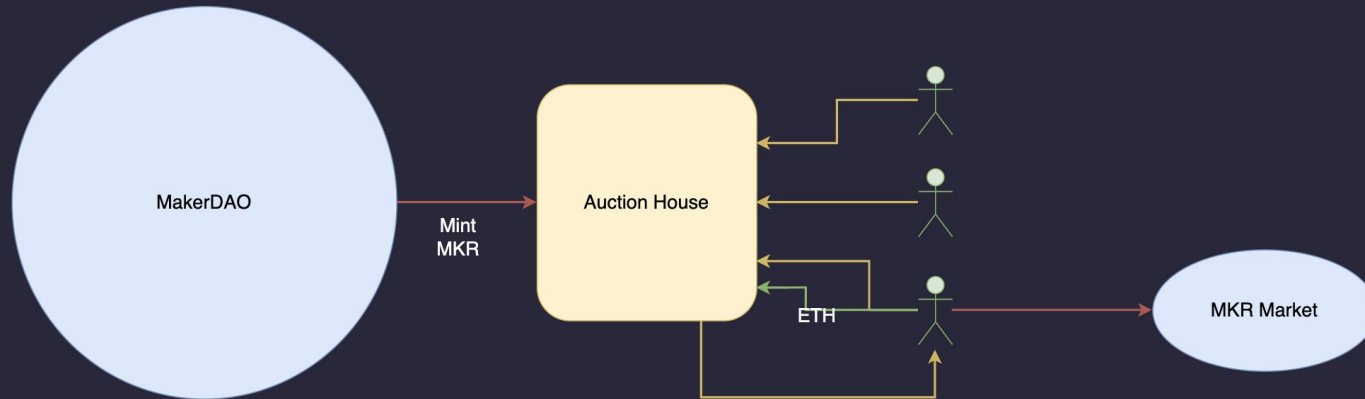 MakerDAO
Mint
MKR
Auction House
ETH
MKR Market